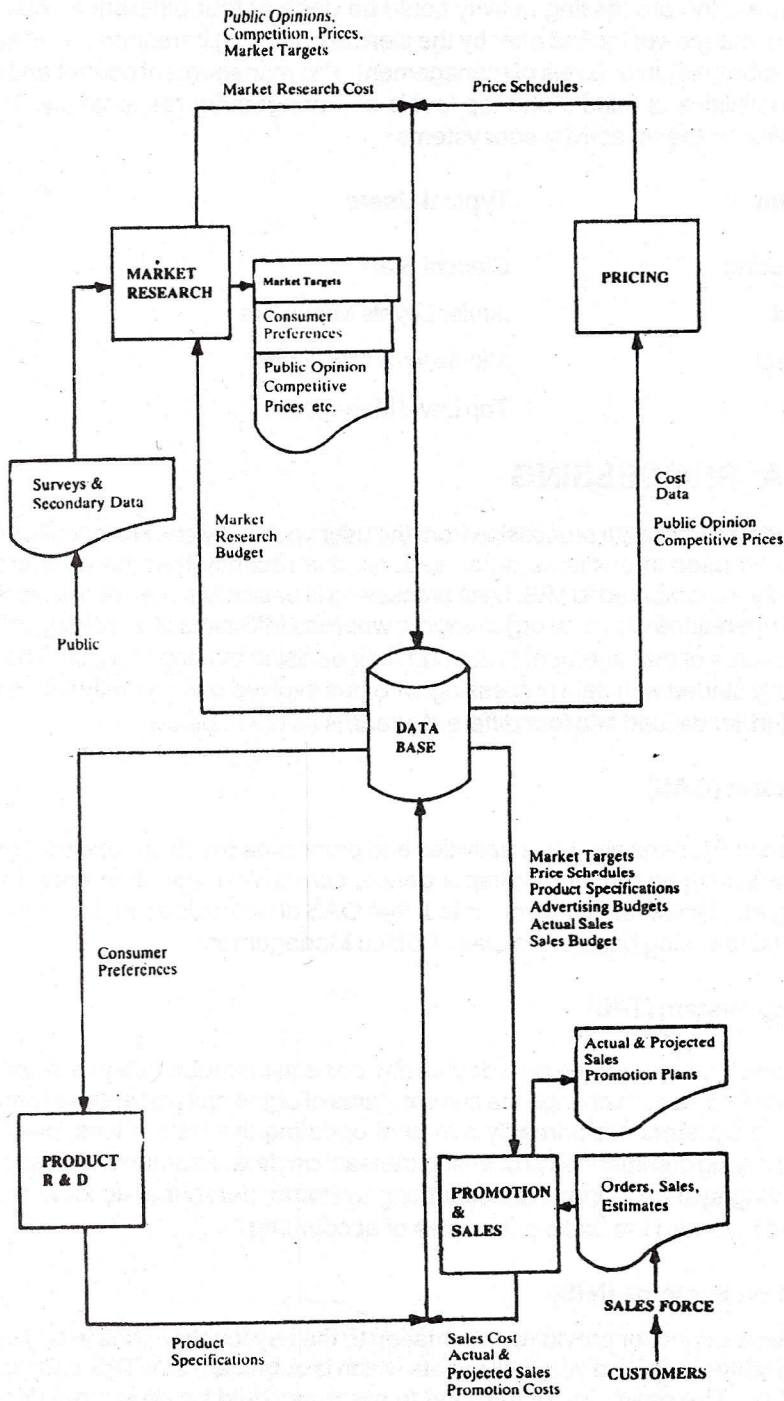 Public Opinions,
Competition, Prices,
Market Targets
Market Research Cost
Price Schedules
MARKET
RESEARCH
Market Targets
Consumer
Preferences
Public Opinion
Competitive
Prices etc.
PRICING
Surveys &
Secondary Data
Public
Market
Research
Budget
Cost
Data
Public Opinion
Competitive Prices
DATA
BASE
Consumer
Preferences
Market Targets
Price Schedules
Product Specifications
Advertising Budgets
Actual Sales
Sales Budget
Actual & Projected
Sales
Promotion Plans
PRODUCT
R & D
PROMOTION
&
SALES
Orders, Sales,
Estimates
SALES FORCE
CUSTOMERS
Product
Specifications
Sales Cost
Actual &
Projected Sales
Promotion Costs